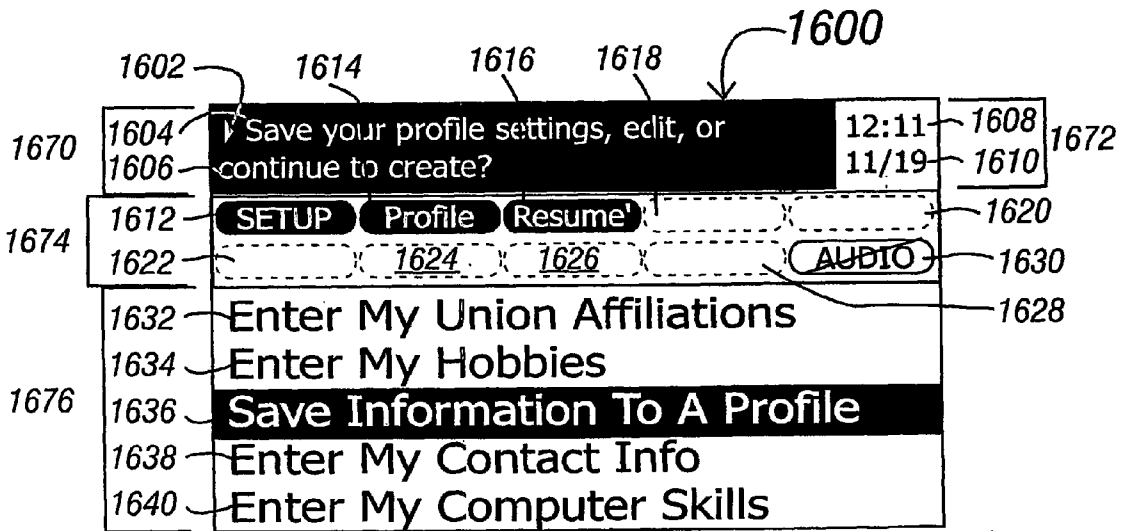 1600
1602 1614 1616 1618
1670 1604 Save your profile settings, edit, or 12:11 1608 1672
1606 continue to create? 11/19 1610
1674 1612 SETUP Profile Resume' 1620
1622 1624 1626 AUDIO 1630
1632 Enter My Union Affiliations 1628
1634 Enter My Hobbies
1676 1636 Save Information To A Profile
1638 Enter My Contact Info
1640 Enter My Computer Skills